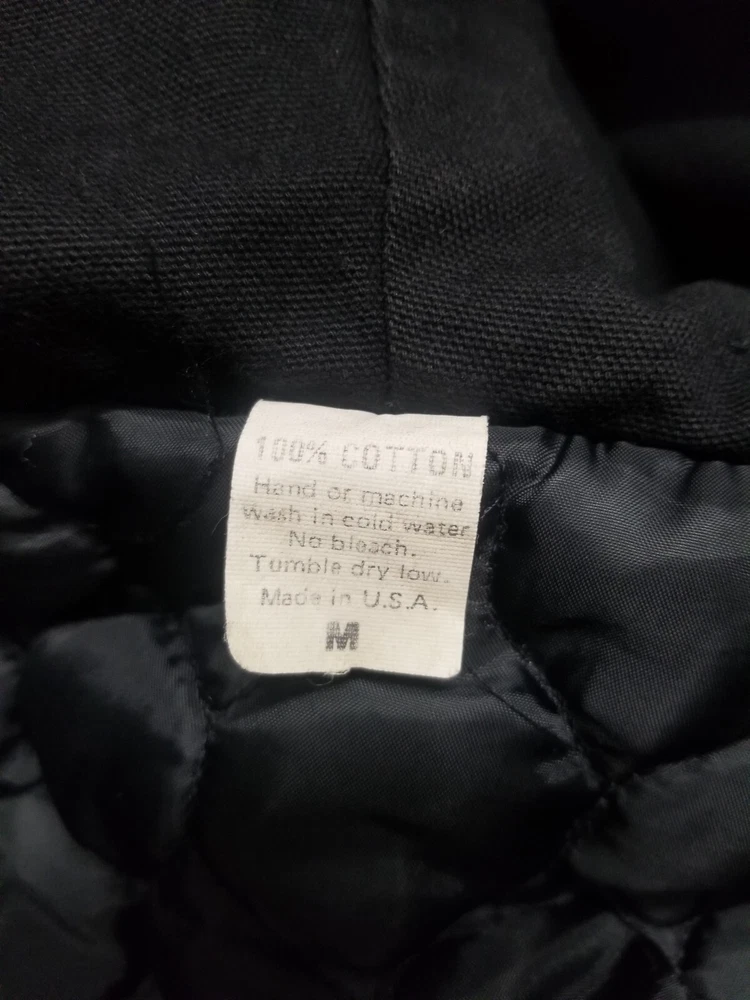 100% COTTON
Hand or machine
wash in cold water
No bleach.
Tumble dry low.
Made in U.S.A.
M